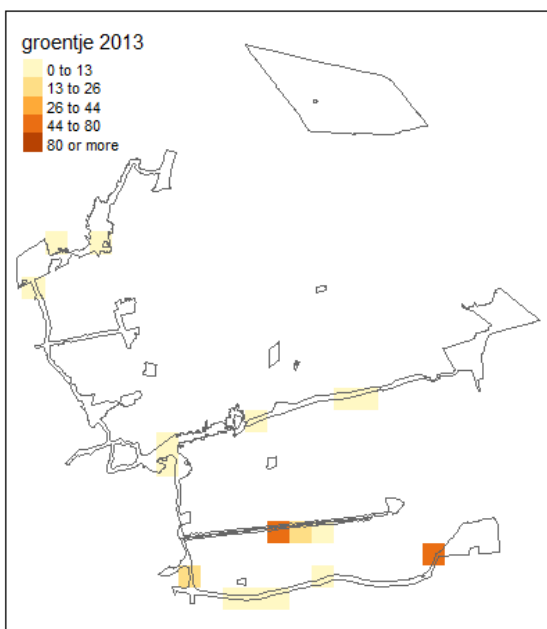 groentje 2013
0 to 13
13 to 26
26 to 44
44 to 80
80 or more